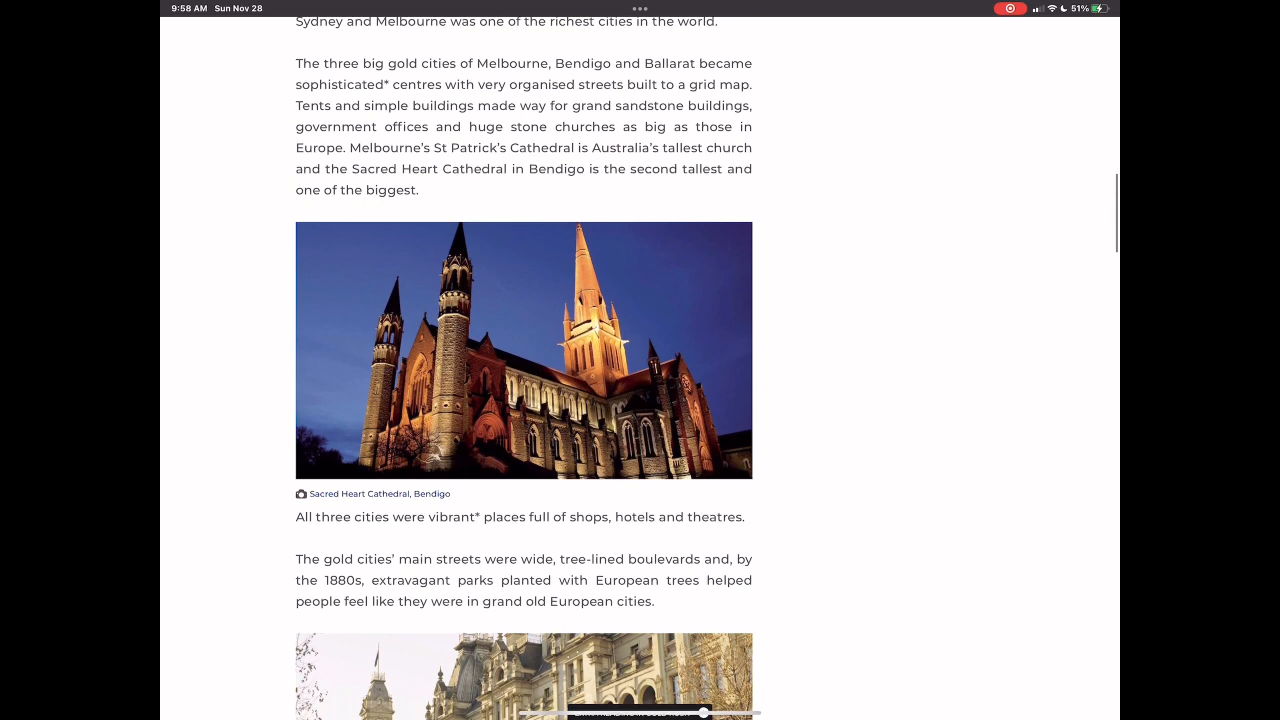 9:58 AM Sun Nov 28
51%
Sydney and Melbourne was one of the richest cities in the world.
The three big gold cities of Melbourne, Bendigo and Ballarat became
sophisticated* centres with very organised streets built to a grid map.
Tents and simple buildings made way for grand sandstone buildings,
government offices and huge stone churches as big as those in
Europe. Melbourne's St Patrick's Cathedral is Australia's tallest church
and the Sacred Heart Cathedral in Bendigo is the second tallest and
one of the biggest.
Sacred Heart Cathedral, Bendigo
All three cities were vibrant* places full of shops, hotels and theatres.
The gold cities' main streets were wide, tree-lined boulevards and, by
the 1880s, extravagant parks planted with European trees helped
people feel like they were in grand old European cities.